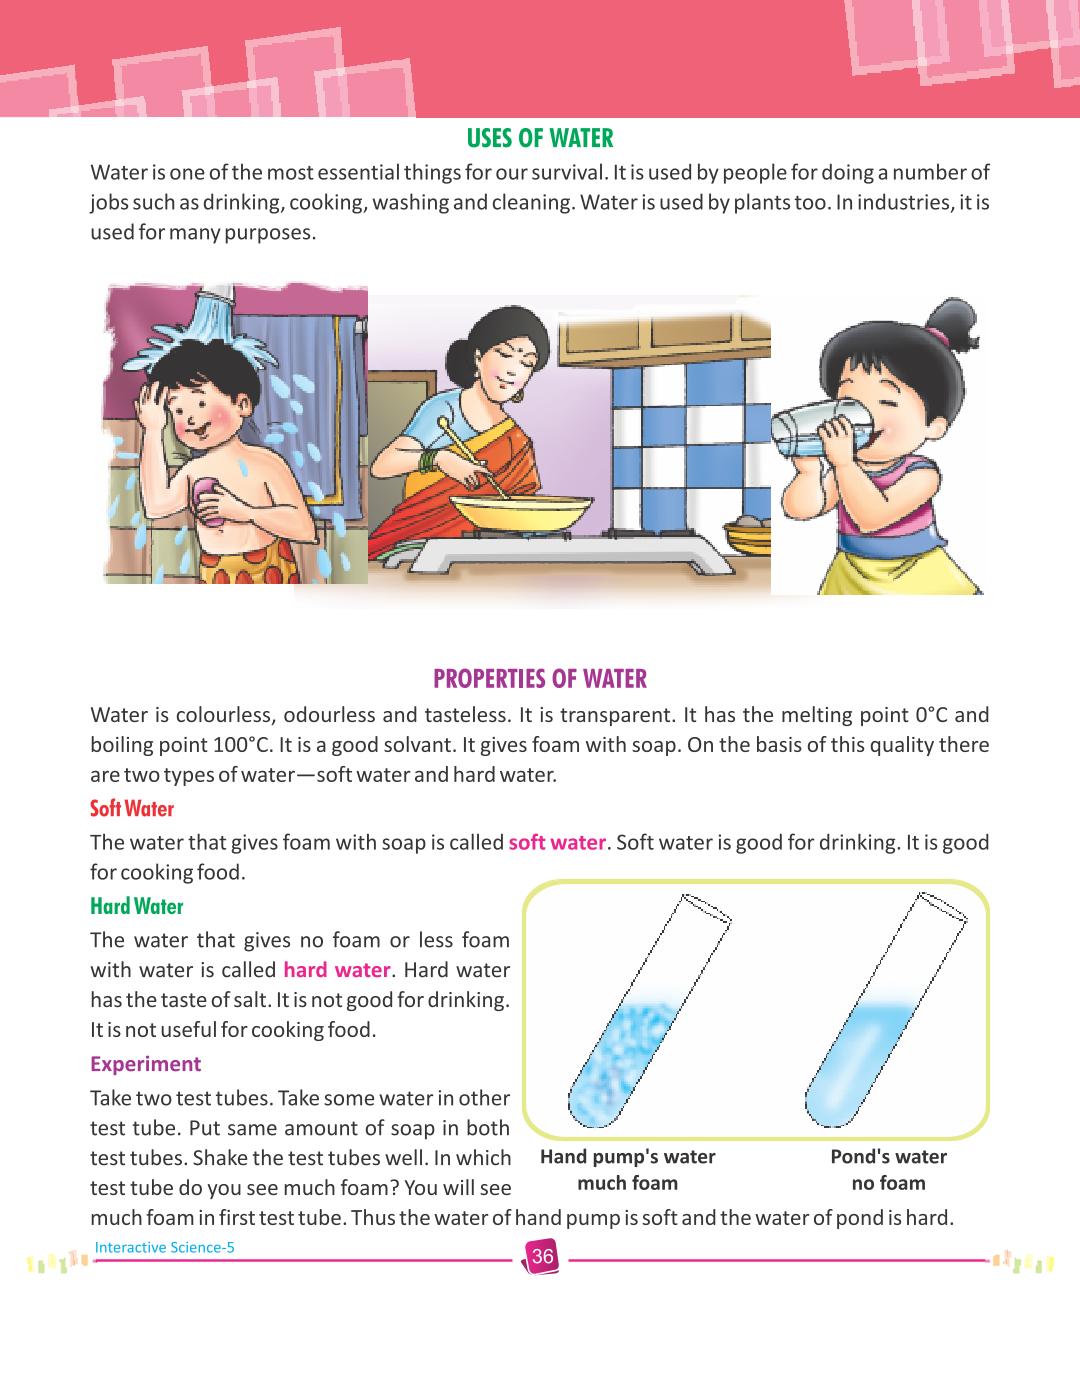 USES OF WATER
Water is one of the most essential things for our survival. It is used by people for doing a number of
jobs such as drinking, cooking, washing and cleaning. Water is used by plants too. In industries, it is
used for many purposes.
PROPERTIES OF WATER
Water is colourless, odourless and tasteless. It is transparent. It has the melting point 0°C and
boiling point 100°C. It is a good solvant. It gives foam with soap. On the basis of this quality there
are two types of water—soft water and hard water.
Soft Water
The water that gives foam with soap is called soft water. Soft water is good for drinking. It is good
for cooking food.
Hard Water
The water that gives no foam or less foam
with water is called hard water. Hard water
has the taste of salt. It is not good for drinking.
It is not useful for cooking food.
Experiment
Take two test tubes. Take some water in other
test tube. Put same amount of soap in both
test tubes. Shake the test tubes well. In which
test tube do you see much foam? You will see
much foam in first test tube. Thus the water of hand pump is soft and the water of pond is hard.
Hand pump's water
much foam
Pond's water
no foam
Interactive Science-5
36